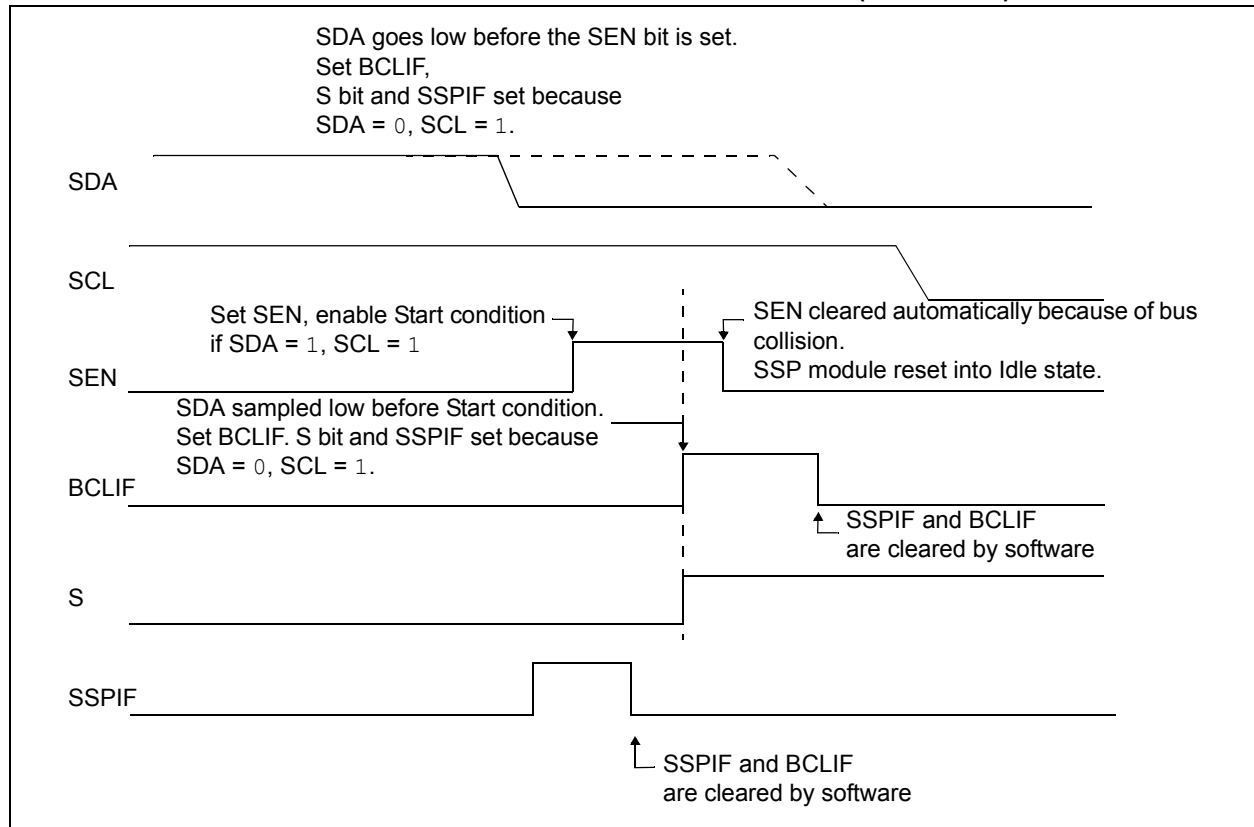 SDA goes low before the SEN bit is set.
Set BCLIF,
S bit and SSPIF set because
SDA = 0, SCL = 1.
SDA
SCL
Set SEN, enable Start condition
if SDA = 1, SCL = 1
SEN cleared automatically because of bus
collision.
SSP module reset into Idle state.
SEN
SDA sampled low before Start condition.
Set BCLIF. S bit and SSPIF set because
SDA = 0, SCL = 1.
BCLIF
SSPIF and BCLIF
are cleared by software
S
SSPIF
SSPIF and BCLIF
are cleared by software